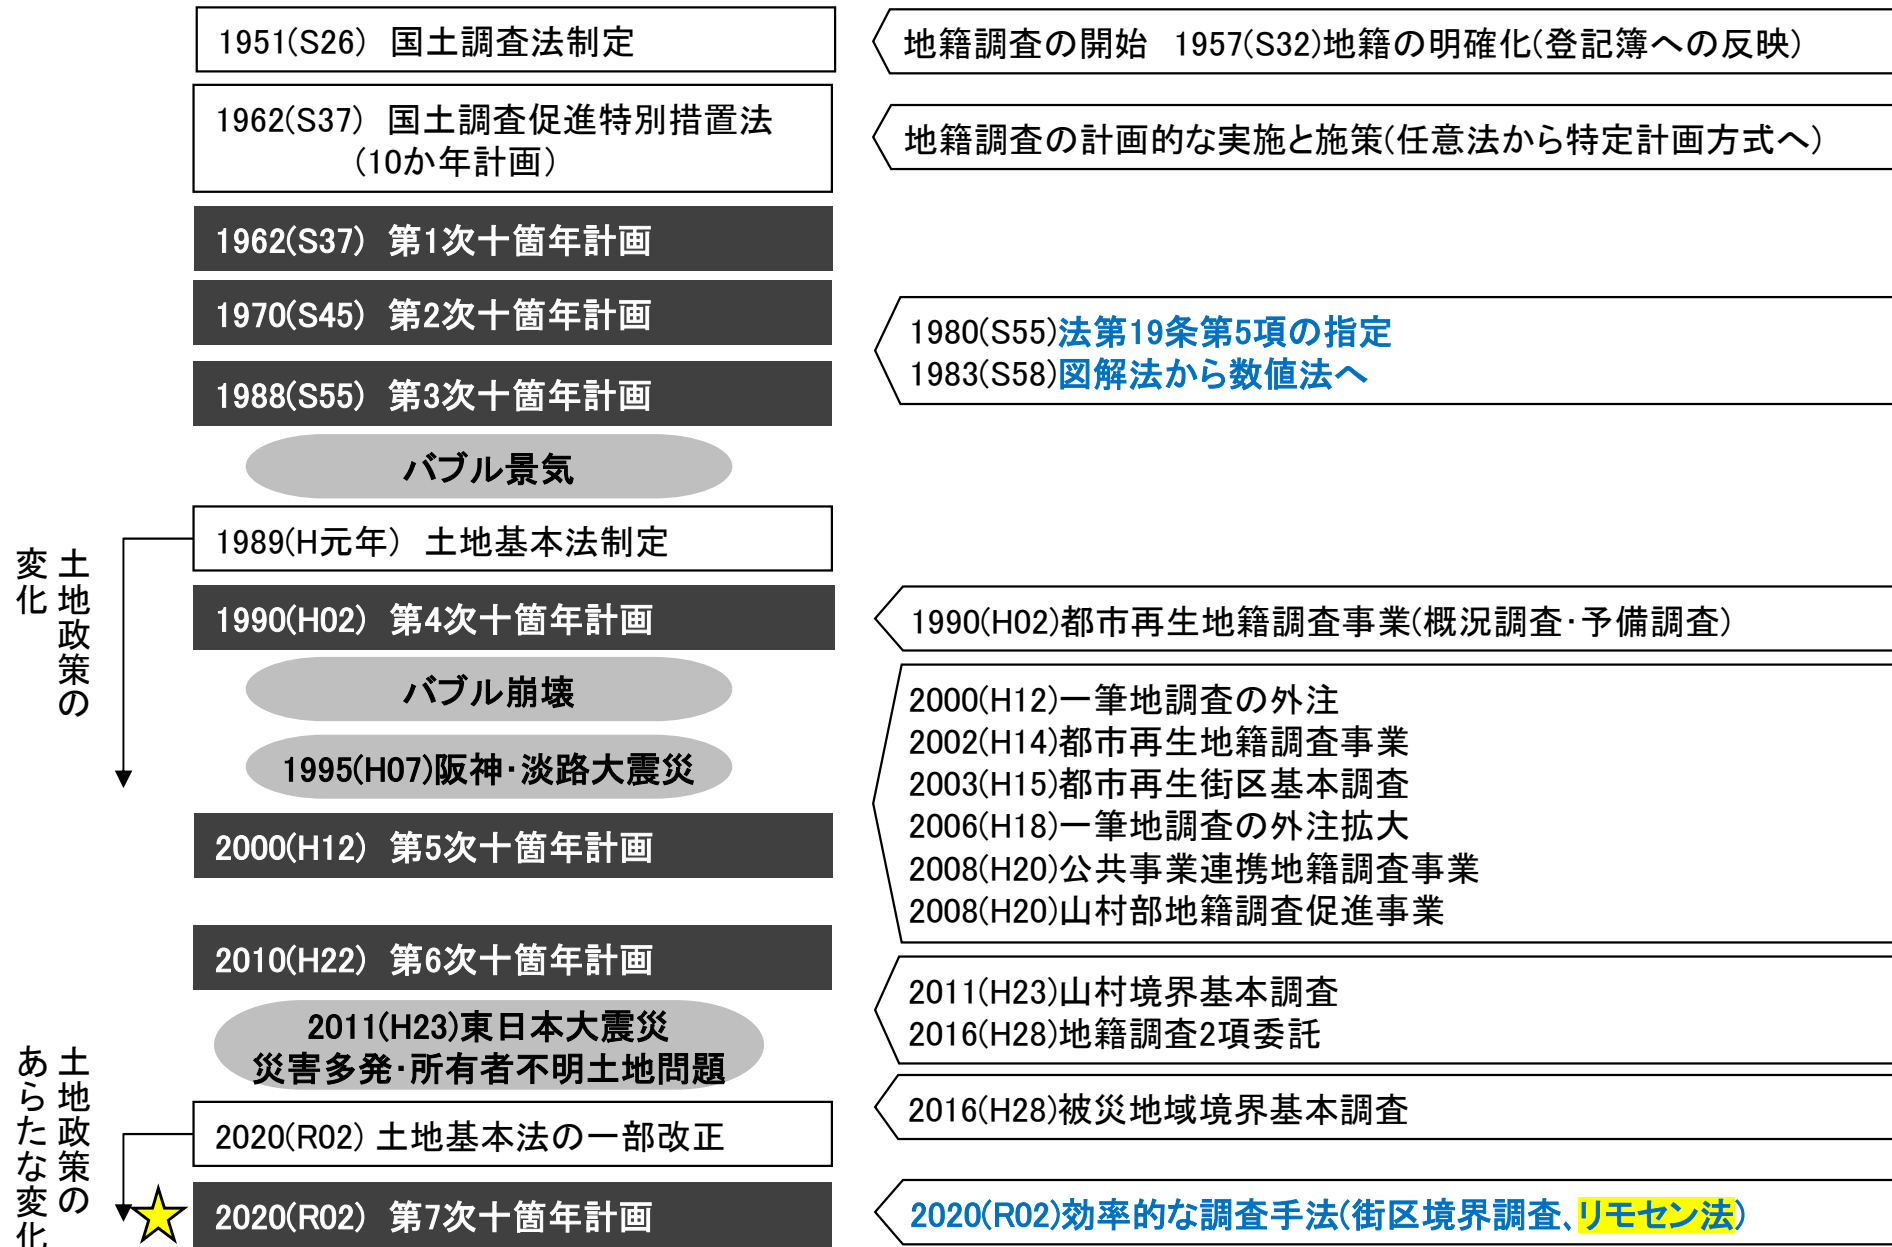 1951(S26) 国土調査法制定
地籍調査の開始 1957(S32)地籍の明確化(登記簿への反映)
1962(S37) 国土調査促進特別措置法
(10か年計画)
地籍調査の計画的な実施と施策(任意法から特定計画方式へ)
1962(S37) 第1次十箇年計画
1970(S45) 第2次十箇年計画
1980(S55)法第19条第5項の指定
1983(S58)図解法から数値法へ
1988(S55) 第3次十箇年計画
バブル景気
土地政策の
変化
1989(H元年) 土地基本法制定
1990(H02) 第4次十箇年計画
1990(H02)都市再生地籍調査事業(概況調査・予備調査)
バブル崩壊
1995(H07)阪神・淡路大震災
2000(H12) 第5次十箇年計画
2000(H12)一筆地調査の外注
2002(H14)都市再生地籍調査事業
2003(H15)都市再生街区基本調査
2006(H18)一筆地調査の外注拡大
2008(H20)公共事業連携地籍調査事業
2008(H20)山村部地籍調査促進事業
2010(H22) 第6次十箇年計画
2011(H23)東日本大震災
災害多発・所有者不明土地問題
2011(H23)山村境界基本調査
2016(H28)地籍調査2項委託
2016(H28)被災地域境界基本調査
土地政策の
あらたな変化
2020(R02) 土地基本法の一部改正
2020(R02) 第7次十箇年計画
2020(R02)効率的な調査手法(街区境界調査、リモセン法)